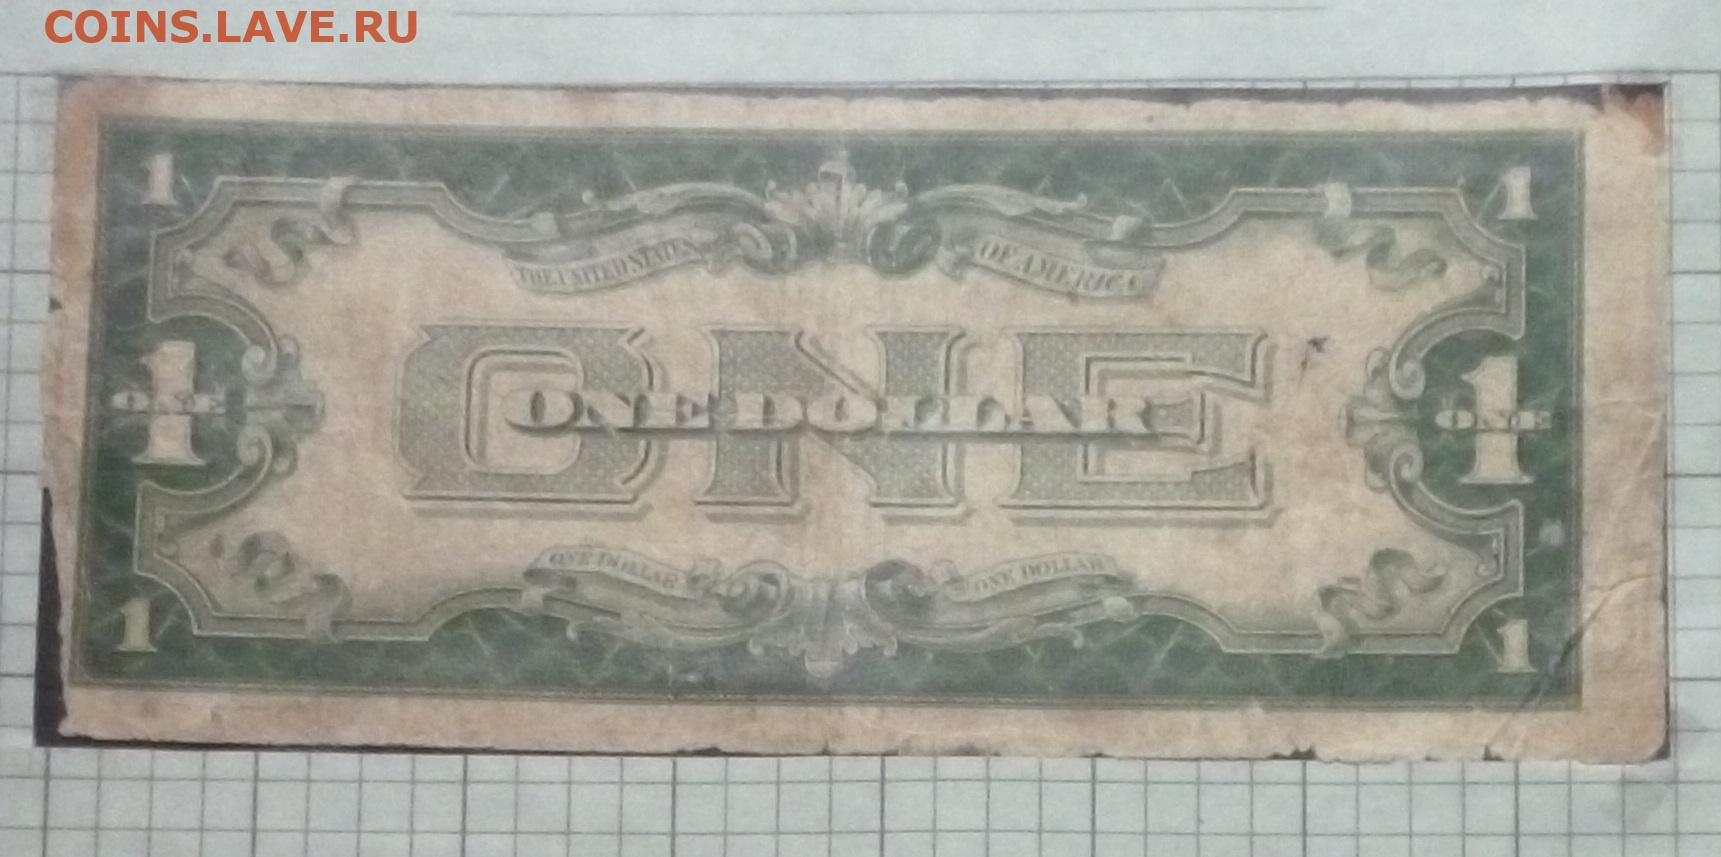 COINS.LAVE.RU
1
1
THE UNITED STATES
OF AMERICA
ONE
ONE DOLLAR
1
ONE
1
ONE
ONE DOLLAR
ONE DOLLAR
1
1